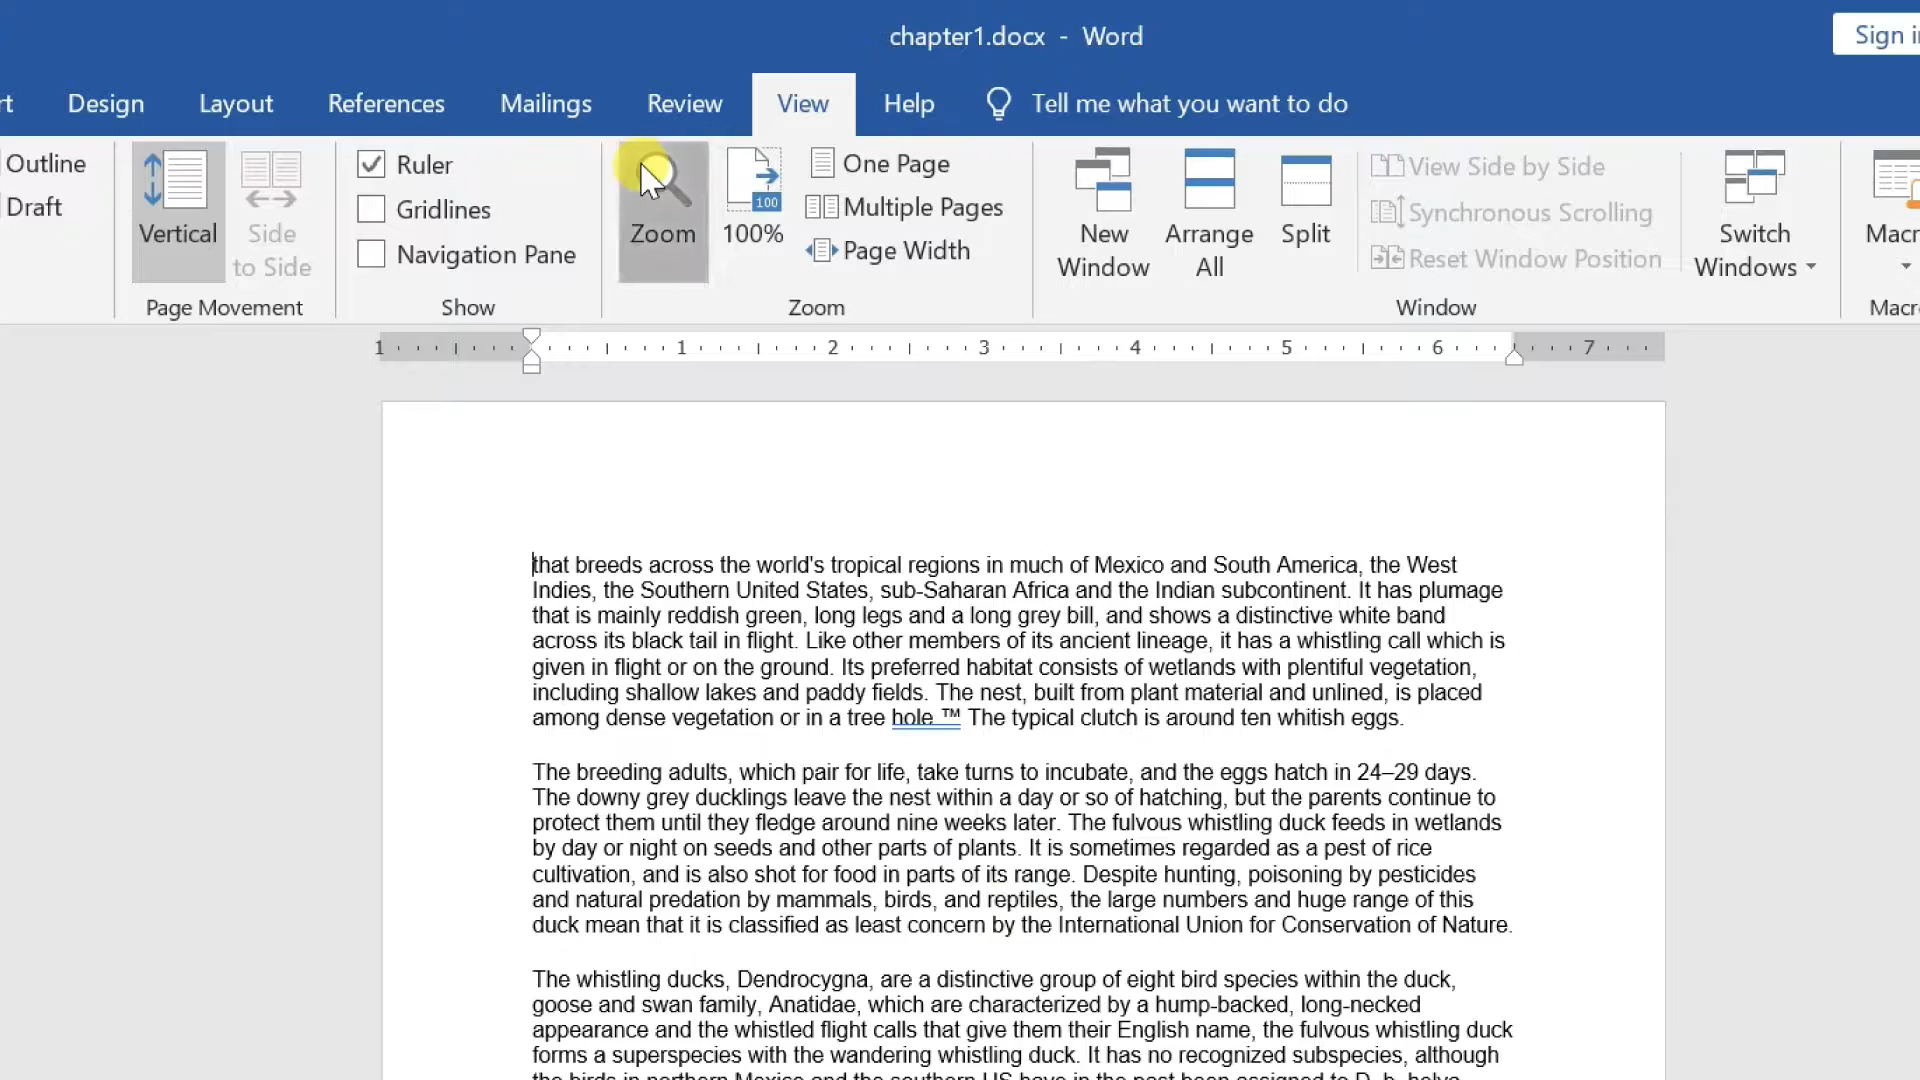 chapter1.docx - Word
Sign
Design Layout References Mailings Review View Help Tell me what you want to do
Outline
Draft
Vertical
Side
to Side
Page Movement
Ruler
Gridlines
Navigation Pane
Show
Zoom
100
100%
One Page
Multiple Pages
Page Width
Zoom
New
Window
Arrange
All
Split
View Side by Side
Synchronous Scrolling
Reset Window Position
Window
Switch
Windows
1 1 2 3 4 5 6 7
that breeds across the world's tropical regions in much of Mexico and South America, the West
Indies, the Southern United States, sub-Saharan Africa and the Indian subcontinent. It has plumage
that is mainly reddish green, long legs and a long grey bill, and shows a distinctive white band
across its black tail in flight. Like other members of its ancient lineage, it has a whistling call which is
given in flight or on the ground. Its preferred habitat consists of wetlands with plentiful vegetation,
including shallow lakes and paddy fields. The nest, built from plant material and unlined, is placed
among dense vegetation or in a tree hole ™ The typical clutch is around ten whitish eggs.
The breeding adults, which pair for life, take turns to incubate, and the eggs hatch in 24–29 days.
The downy grey ducklings leave the nest within a day or so of hatching, but the parents continue to
protect them until they fledge around nine weeks later. The fulvous whistling duck feeds in wetlands
by day or night on seeds and other parts of plants. It is sometimes regarded as a pest of rice
cultivation, and is also shot for food in parts of its range. Despite hunting, poisoning by pesticides
and natural predation by mammals, birds, and reptiles, the large numbers and huge range of this
duck mean that it is classified as least concern by the International Union for Conservation of Nature.
The whistling ducks, Dendrocygna, are a distinctive group of eight bird species within the duck,
goose and swan family, Anatidae, which are characterized by a hump-backed, long-necked
appearance and the whistled flight calls that give them their English name, the fulvous whistling duck
forms a superspecies with the wandering whistling duck. It has no recognized subspecies, although